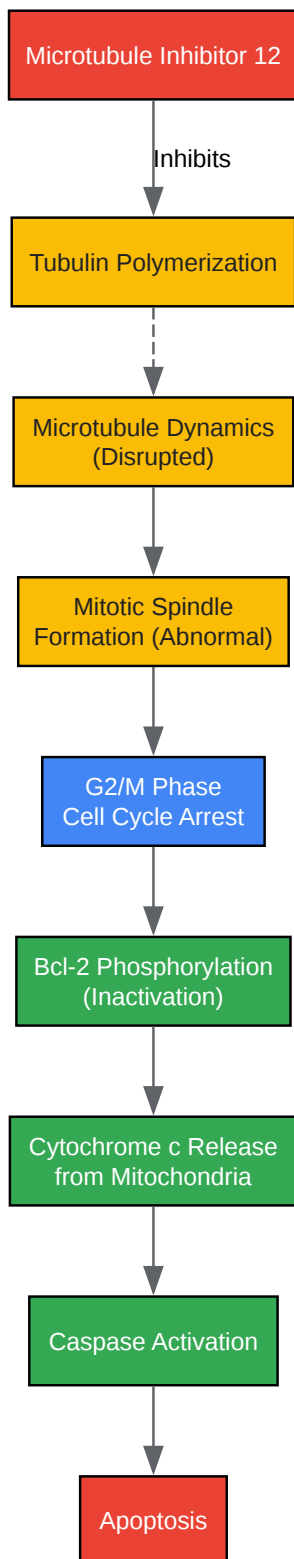 Microtubule Inhibitor 12
Inhibits
Tubulin Polymerization
Microtubule Dynamics
(Disrupted)
Mitotic Spindle
Formation (Abnormal)
G2/M Phase
Cell Cycle Arrest
Bcl-2 Phosphorylation
(Inactivation)
Cytochrome c Release
from Mitochondria
Caspase Activation
Apoptosis